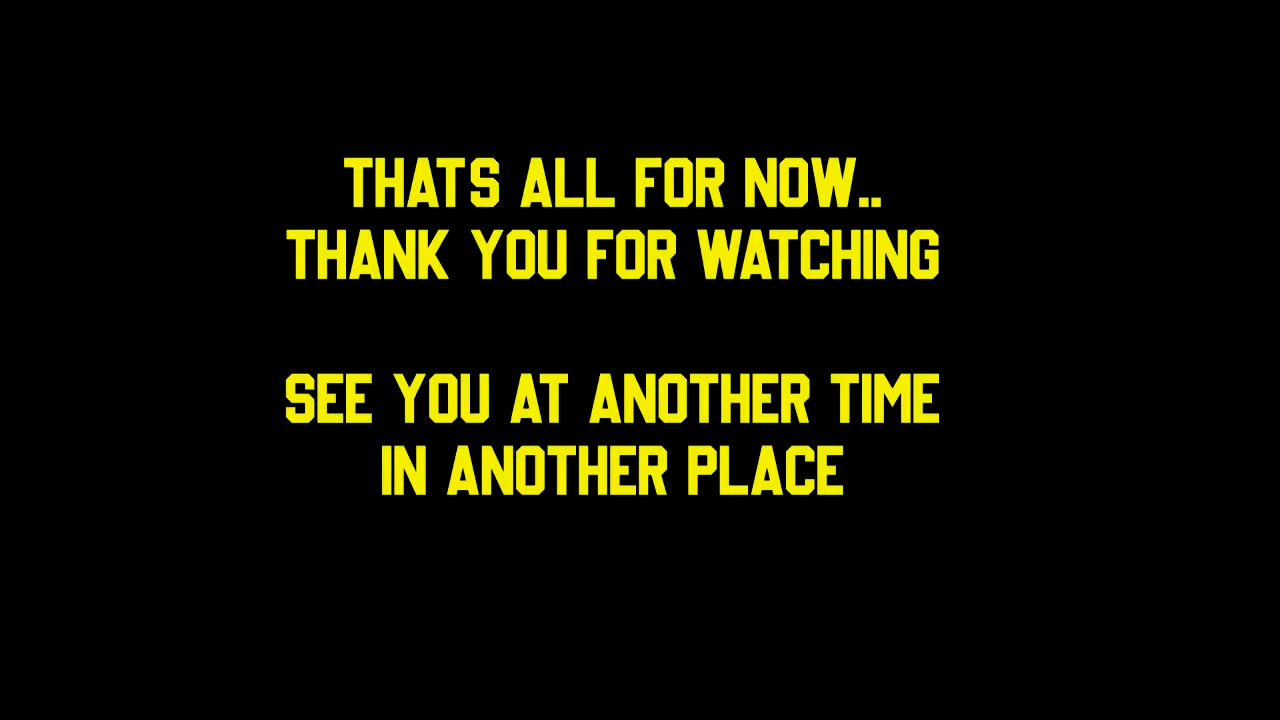 THATS ALL FOR NOW..
THANK YOU FOR WATCHING
SEE YOU AT ANOTHER TIME
IN ANOTHER PLACE